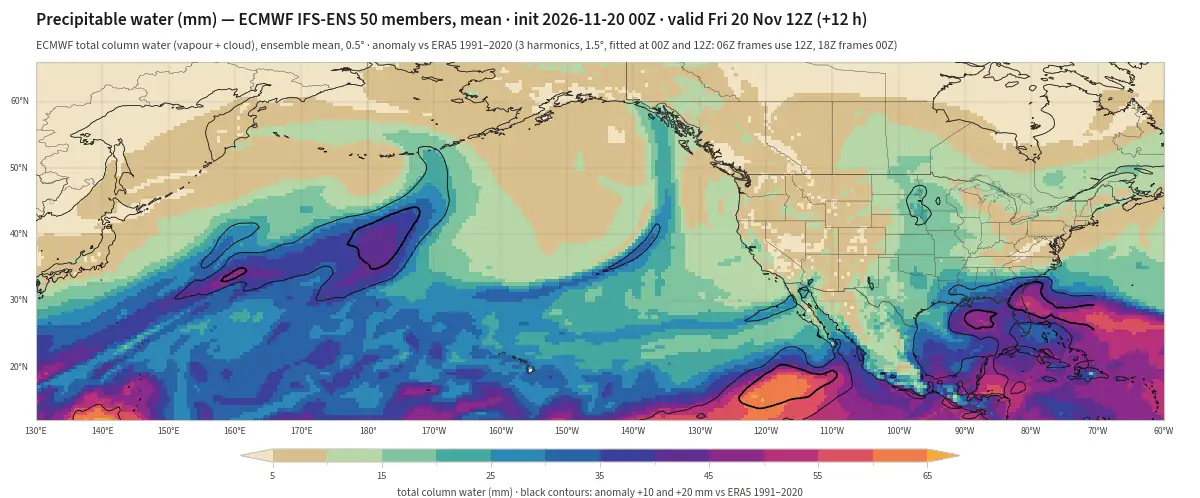 Precipitable water (mm) — ECMWF IFS-ENS 50 members, mean · init 2026-11-20 00Z · valid Fri 20 Nov 12Z (+12 h)
ECMWF total column water (vapour + cloud), ensemble mean, 0.5° · anomaly vs ERA5 1991–2020 (3 harmonics, 1.5°, fitted at 00Z and 12Z: 06Z frames use 12Z, 18Z frames 00Z)
60°N
50°N
40°N
30°N
20°N
130°E 140°E 150°E 160°E 170°E 180° 170°W 160°W 150°W 140°W 130°W 120°W 110°W 100°W 90°W 80°W 70°W 60°W
5 15 25 35 45 55 65
total column water (mm) · black contours: anomaly +10 and +20 mm vs ERA5 1991–2020